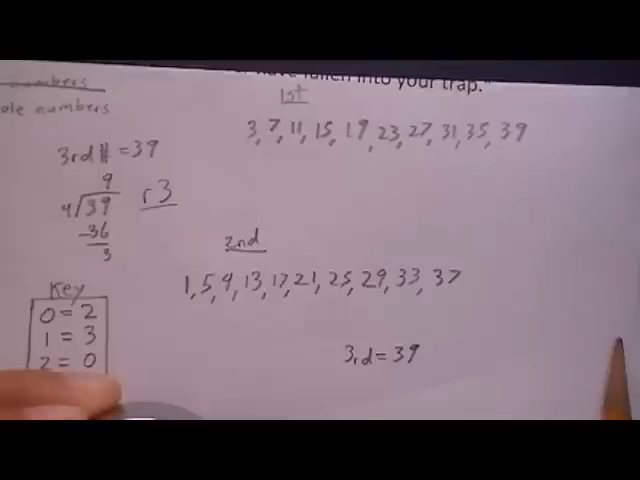 have fallen into your trap."
numbers
1st
ole numbers
3, 7, 11, 15, 19, 23, 27, 31, 35, 39
3rd # = 39
9
4 39 r3
-36
3
2nd
1, 5, 9, 13, 17, 21, 25, 29, 33, 37
Key
0 = 2
1 = 3
2 = 0
3rd = 39